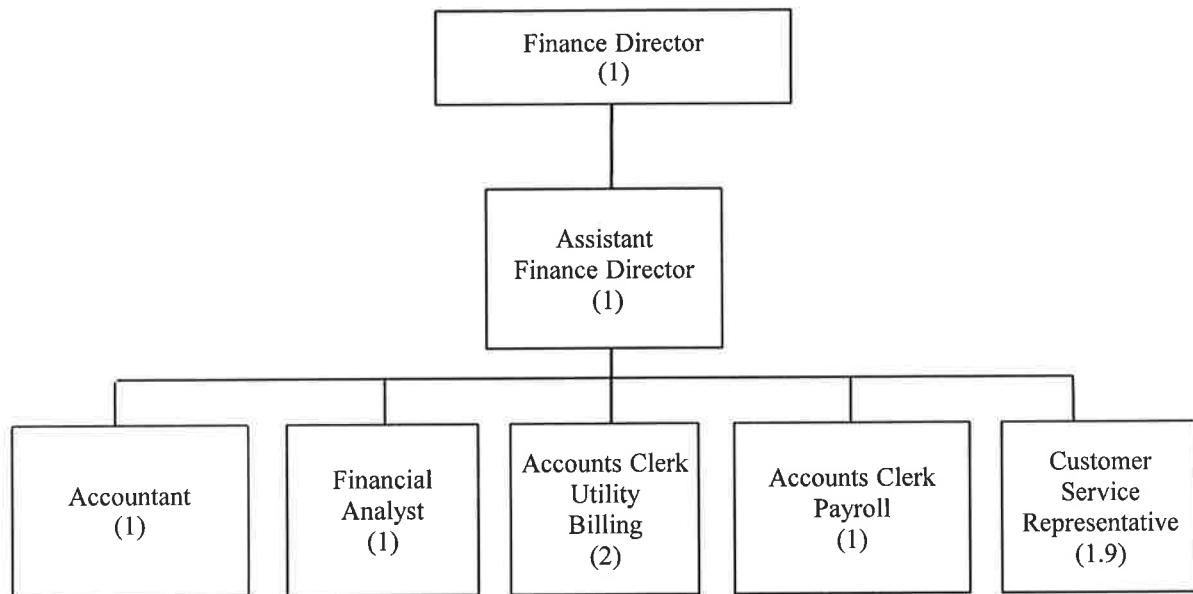 Finance Director
(1)
Assistant
Finance Director
(1)
Accountant
(1)
Financial
Analyst
(1)
Accounts Clerk
Utility
Billing
(2)
Accounts Clerk
Payroll
(1)
Customer
Service
Representative
(1.9)